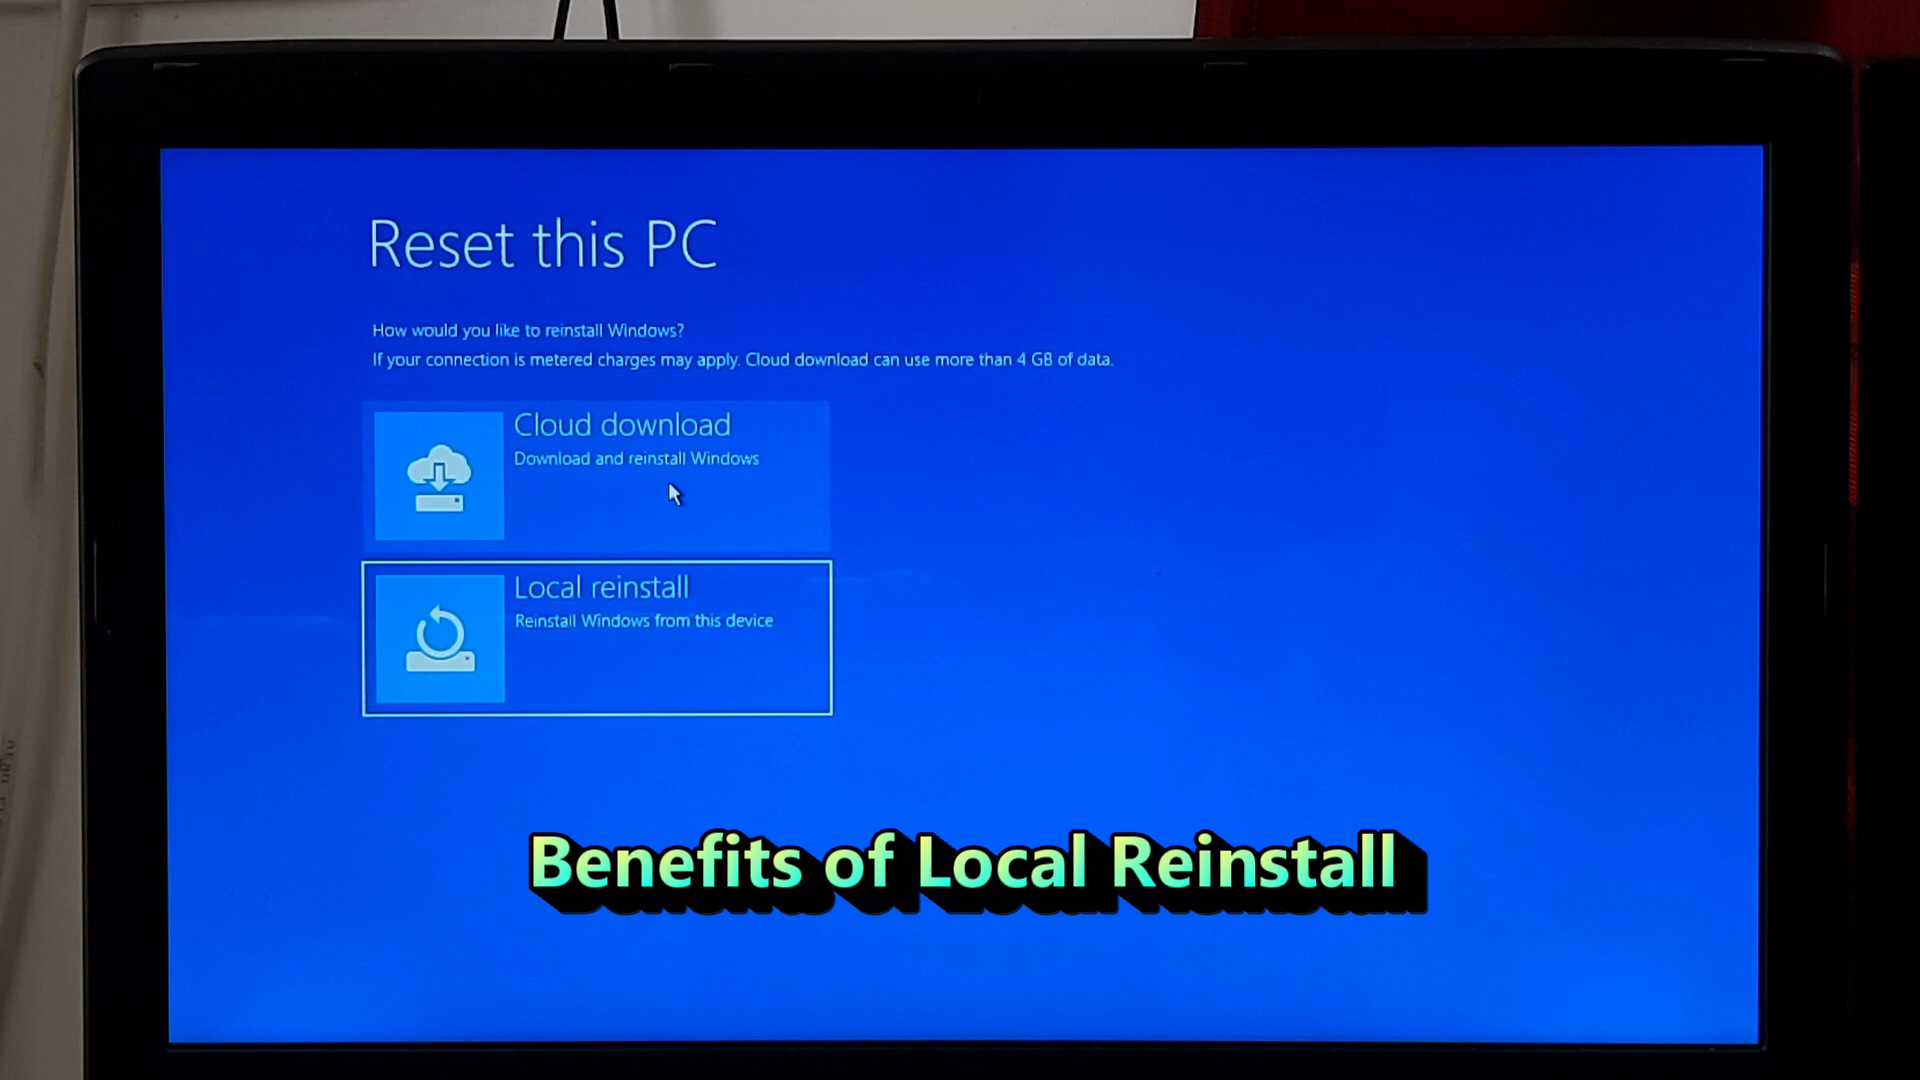 Reset this PC
How would you like to reinstall Windows?
If your connection is metered charges may apply. Cloud download can use more than 4 GB of data.
Cloud download
Download and reinstall Windows
Local reinstall
Reinstall Windows from this device
Benefits of Local Reinstall